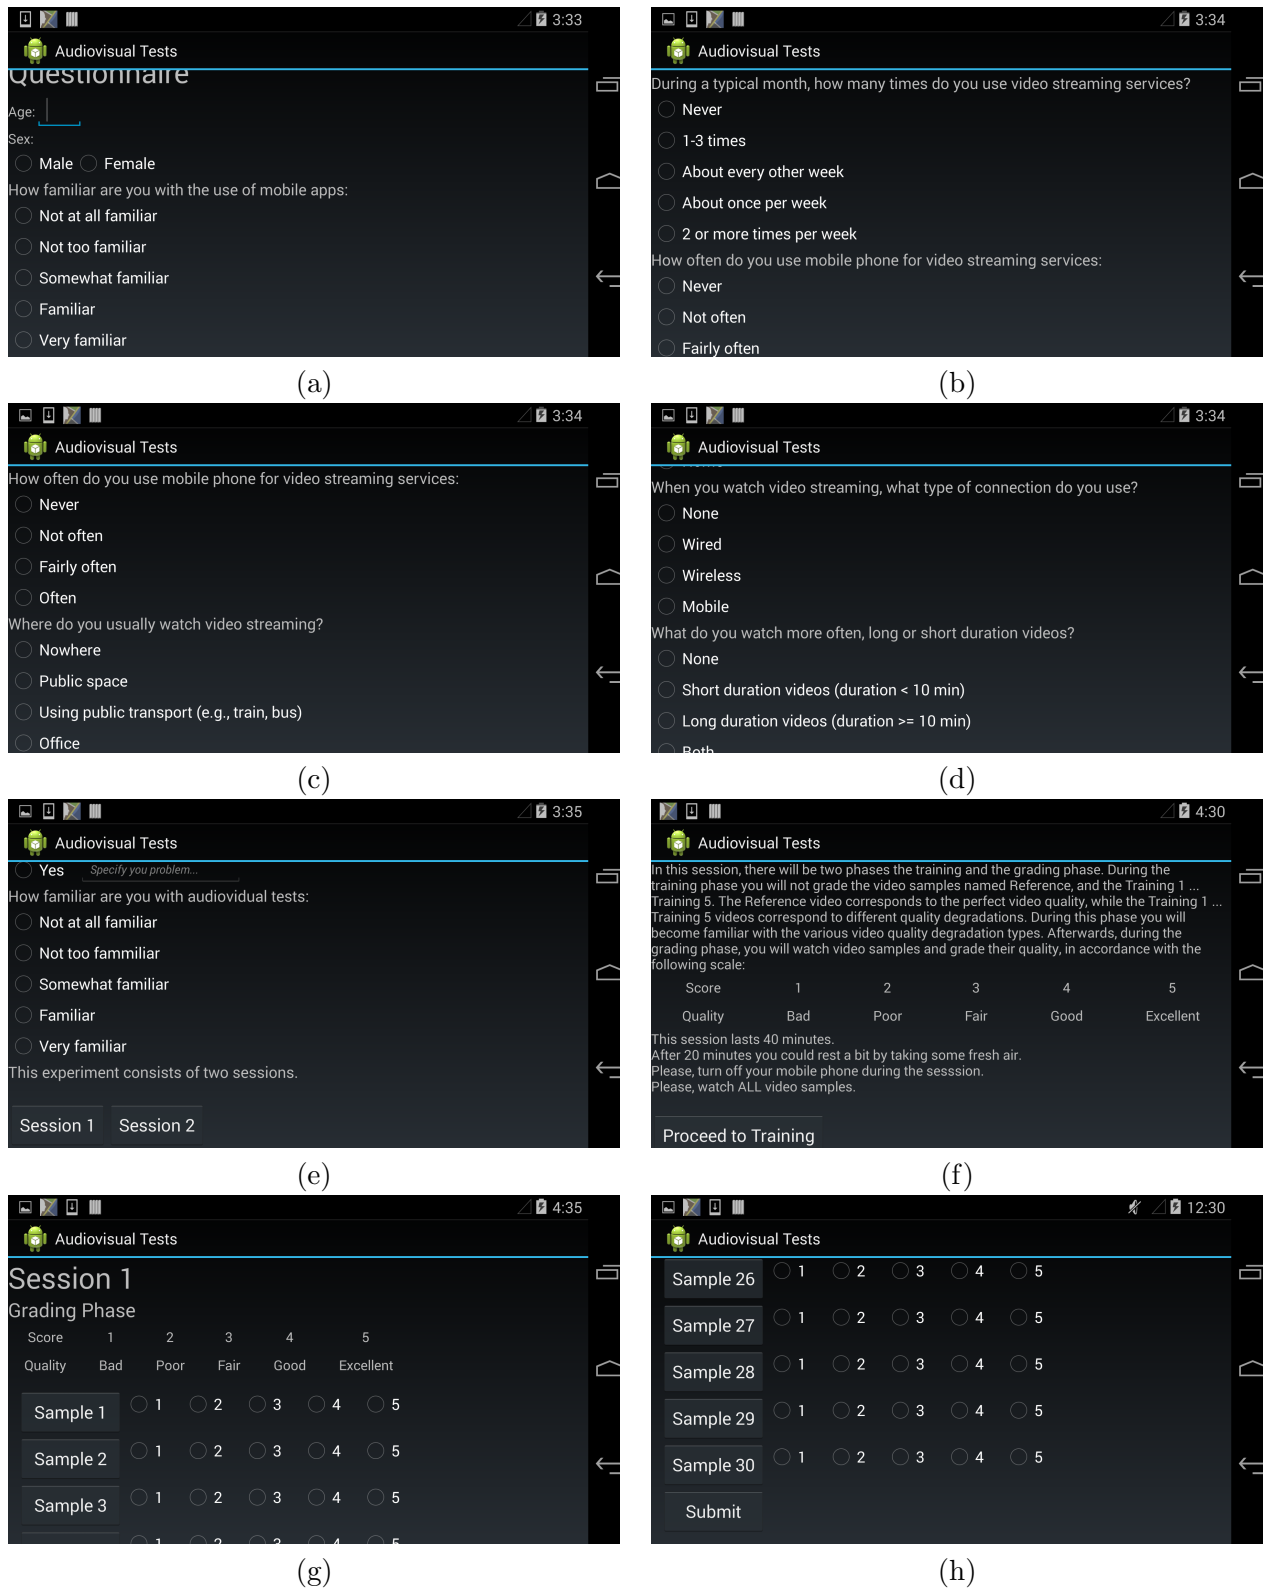 3:33
Audiovisual Tests
Questionnaire
Age:
Sex:
Male Female
How familiar are you with the use of mobile apps:
Not at all familiar
Not too familiar
Somewhat familiar
Familiar
Very familiar
(a)
3:34
Audiovisual Tests
During a typical month, how many times do you use video streaming services?
Never
1-3 times
About every other week
About once per week
2 or more times per week
How often do you use mobile phone for video streaming services:
Never
Not often
Fairly often
(b)
3:34
Audiovisual Tests
How often do you use mobile phone for video streaming services:
Never
Not often
Fairly often
Often
Where do you usually watch video streaming?
Nowhere
Public space
Using public transport (e.g., train, bus)
Office
(c)
3:34
Audiovisual Tests
When you watch video streaming, what type of connection do you use?
None
Wired
Wireless
Mobile
What do you watch more often, long or short duration videos?
None
Short duration videos (duration < 10 min)
Long duration videos (duration >= 10 min)
Both
(d)
3:35
Audiovisual Tests
Yes Specify you problem...
How familiar are you with audiovidual tests:
Not at all familiar
Not too fammiliar
Somewhat familiar
Familiar
Very familiar
This experiment consists of two sessions.
Session 1 Session 2
(e)
4:30
Audiovisual Tests
In this session, there will be two phases the training and the grading phase. During the
training phase you will not grade the video samples named Reference, and the Training 1 ...
Training 5. The Reference video corresponds to the perfect video quality, while the Training 1 ...
Training 5 videos correspond to different quality degradations. During this phase you will
become familiar with the various video quality degradation types. Afterwards, during the
grading phase, you will watch video samples and grade their quality, in accordance with the
following scale:
Score 1 2 3 4 5
Quality Bad Poor Fair Good Excellent
This session lasts 40 minutes.
After 20 minutes you could rest a bit by taking some fresh air.
Please, turn off your mobile phone during the sesssion.
Please, watch ALL video samples.
Proceed to Training
(f)
4:35
Audiovisual Tests
Session 1
Grading Phase
Score 1 2 3 4 5
Quality Bad Poor Fair Good Excellent
Sample 1 1 2 3 4 5
Sample 2 1 2 3 4 5
Sample 3 1 2 3 4 5
1 2 3 4 5
(g)
12:30
Audiovisual Tests
Sample 26 1 2 3 4 5
Sample 27 1 2 3 4 5
Sample 28 1 2 3 4 5
Sample 29 1 2 3 4 5
Sample 30 1 2 3 4 5
Submit
(h)